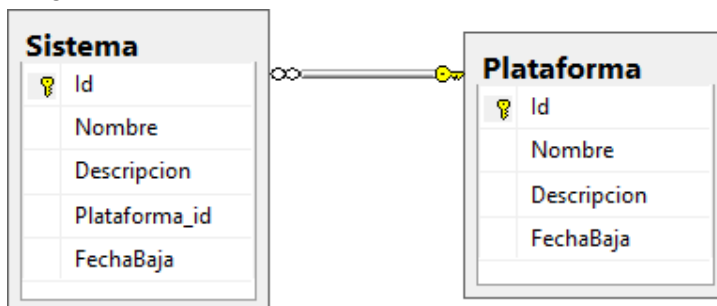 Sistema
Id
Nombre
Descripcion
Plataforma_id
FechaBaja
Plataforma
Id
Nombre
Descripcion
FechaBaja